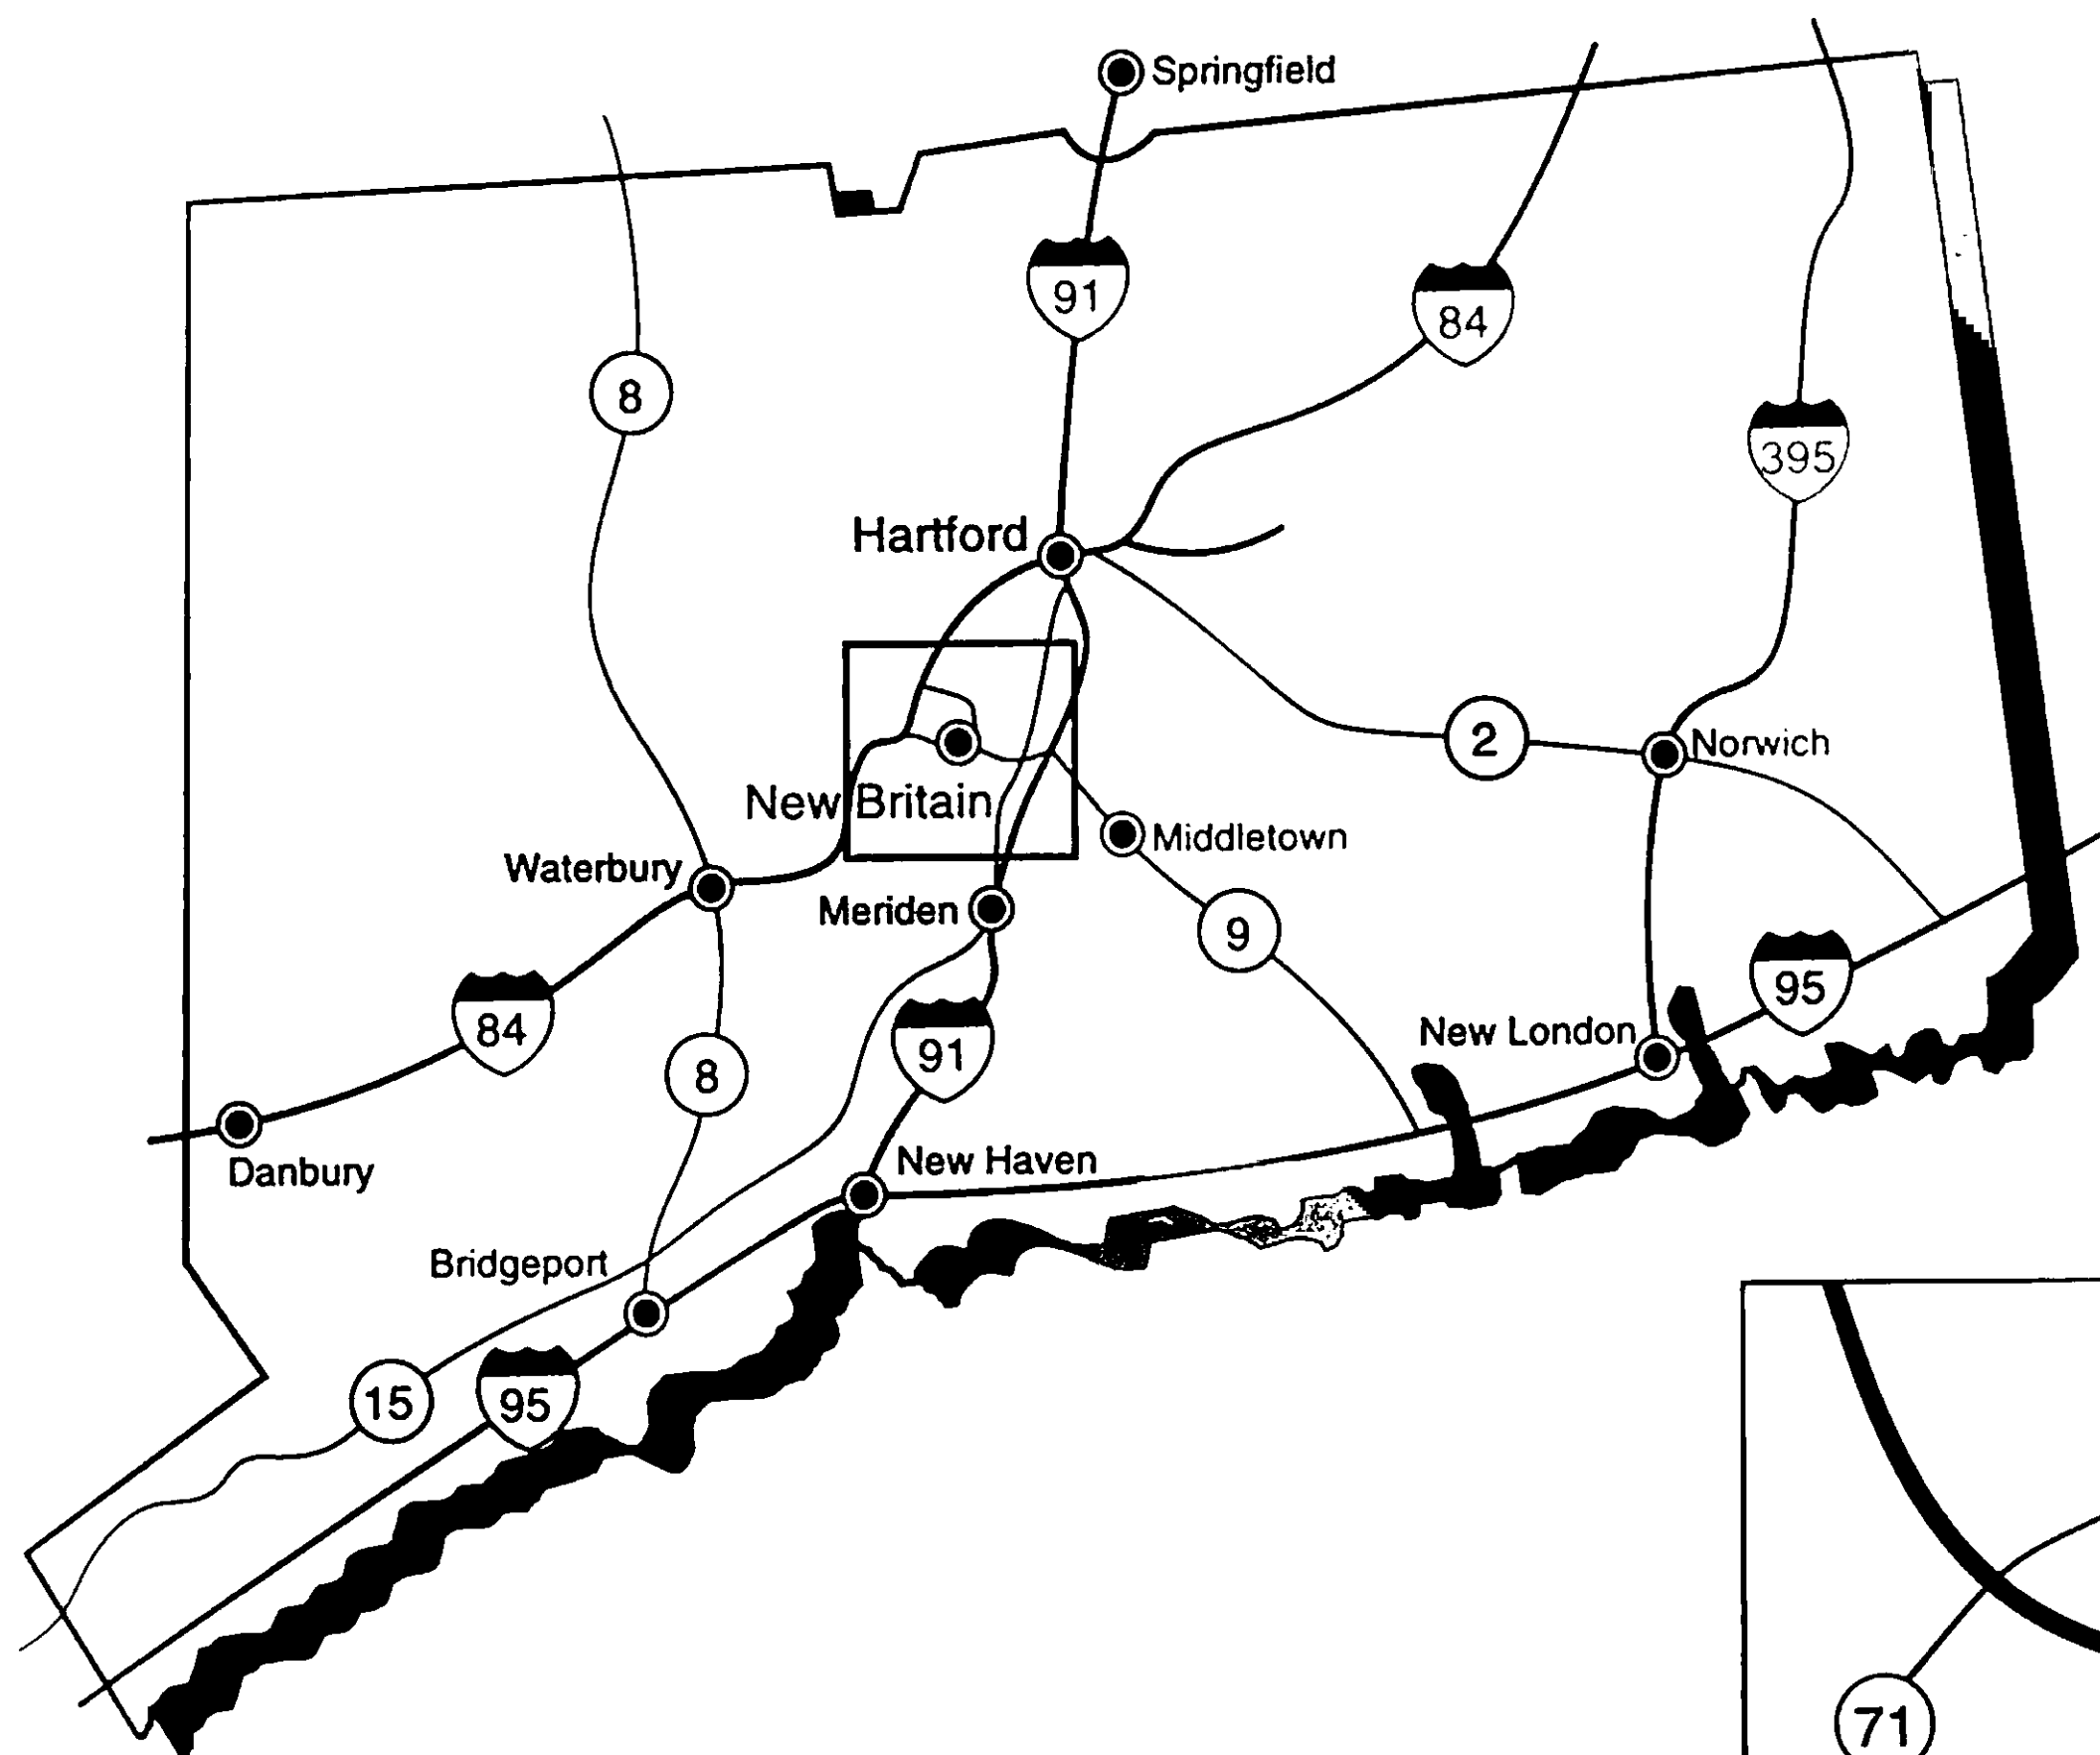 Springfield
91
84
8
395
Hartford
2
Norwich
New Britain
Middletown
Waterbury
Meriden
9
95
84
New London
91
8
New Haven
Danbury
Bridgeport
15
95
71